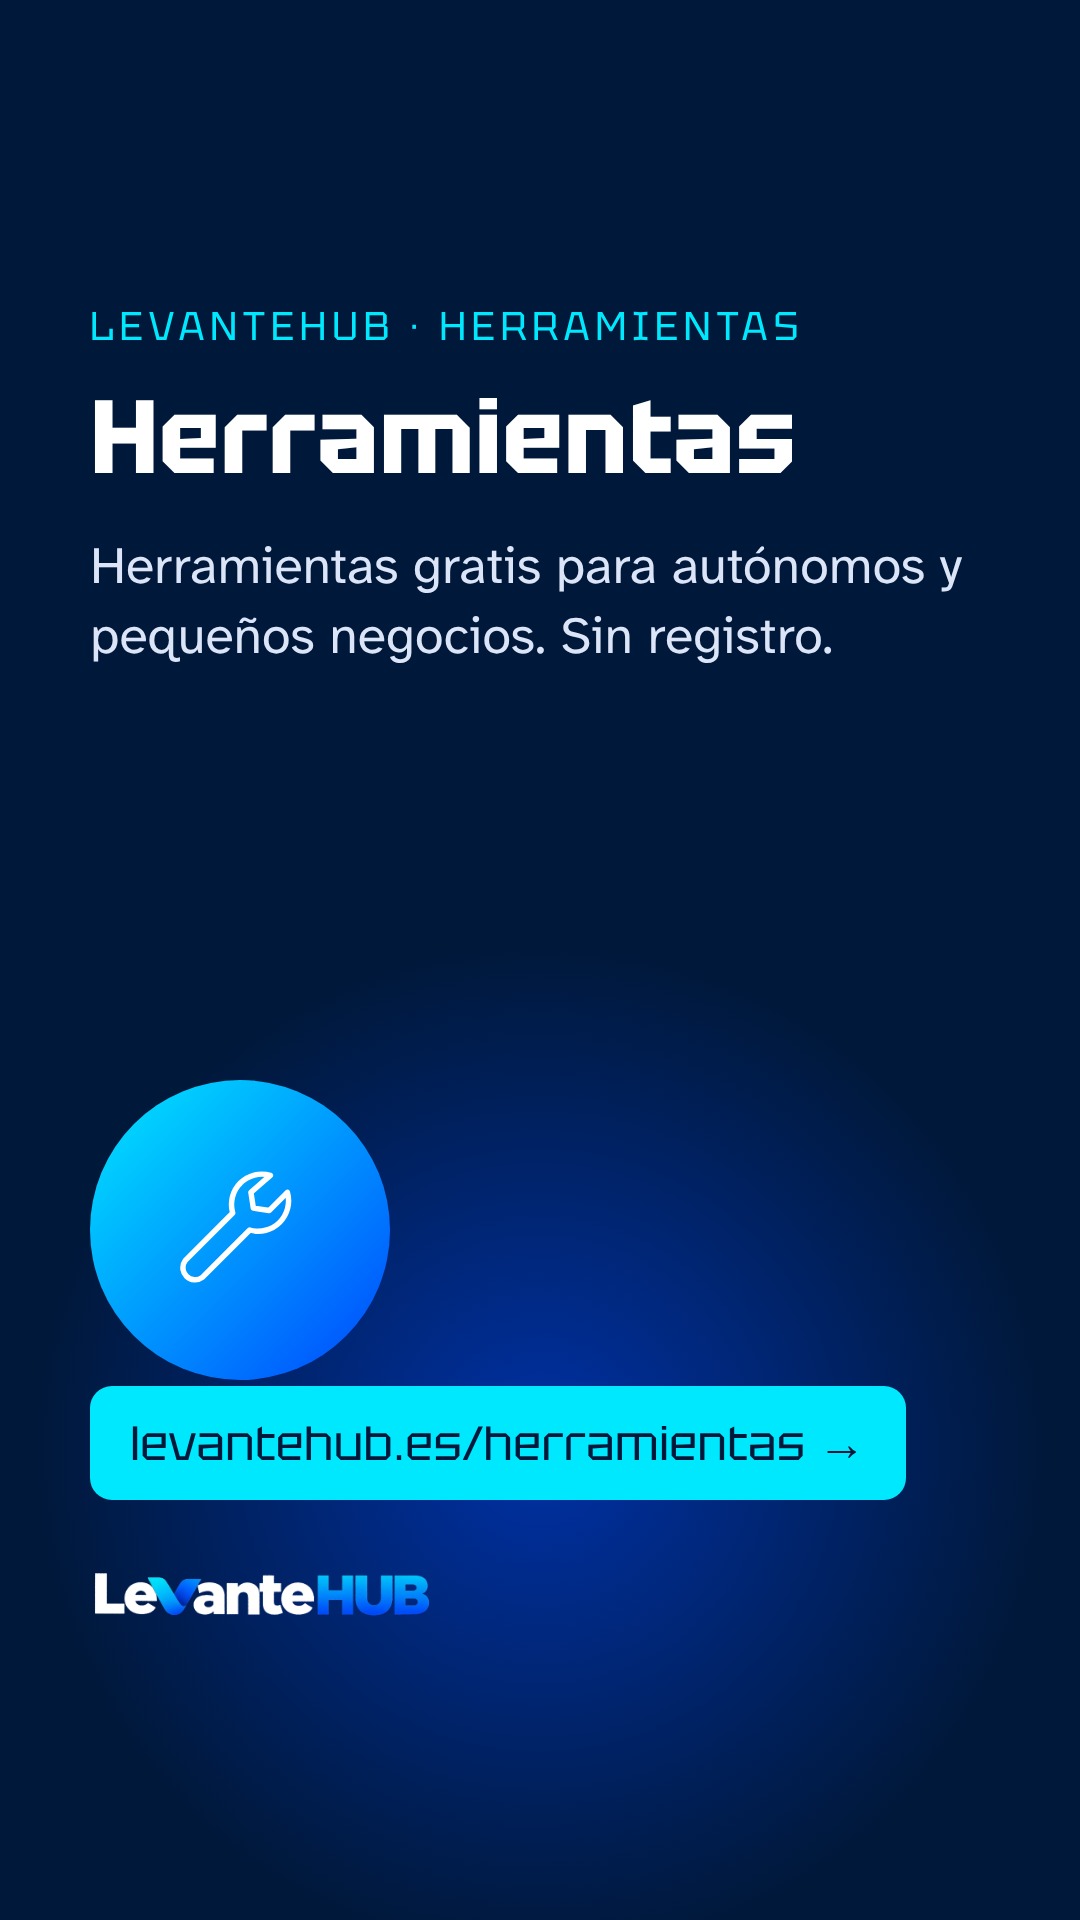 LEVANTEHUB · HERRAMIENTAS
Herramientas
Herramientas gratis para autónomos y
pequeños negocios. Sin registro.
levantehub.es/herramientas →
LevanteHUB